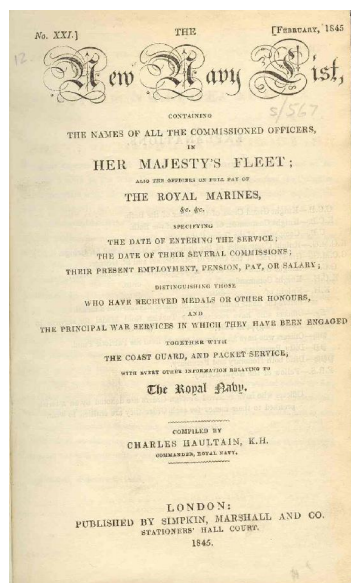 No. XXI.] THE [FEBRUARY, 1845
12
New Navy List,
5/567
CONTAINING
THE NAMES OF ALL THE COMMISSIONED OFFICERS,
IN
HER MAJESTY'S FLEET;
ALSO THE OFFICERS ON FULL PAY OF
THE ROYAL MARINES,
&c. &c.
SPECIFYING
THE DATE OF ENTERING THE SERVICE;
THE DATE OF THEIR SEVERAL COMMISSIONS;
THEIR PRESENT EMPLOYMENT, PENSION, PAY, OR SALARY;
DISTINGUISHING THOSE
WHO HAVE RECEIVED MEDALS OR OTHER HONOURS,
AND
THE PRINCIPAL WAR SERVICES IN WHICH THEY HAVE BEEN ENGAGED
TOGETHER WITH
THE COAST GUARD, AND PACKET SERVICE,
WITH EVERY OTHER INFORMATION RELATING TO
The Royal Navy.
COMPILED BY
CHARLES HAULTAIN, K.H.
COMMANDER, ROYAL NAVY.
LONDON:
PUBLISHED BY SIMPKIN, MARSHALL AND CO.
STATIONERS' HALL COURT.
1845.